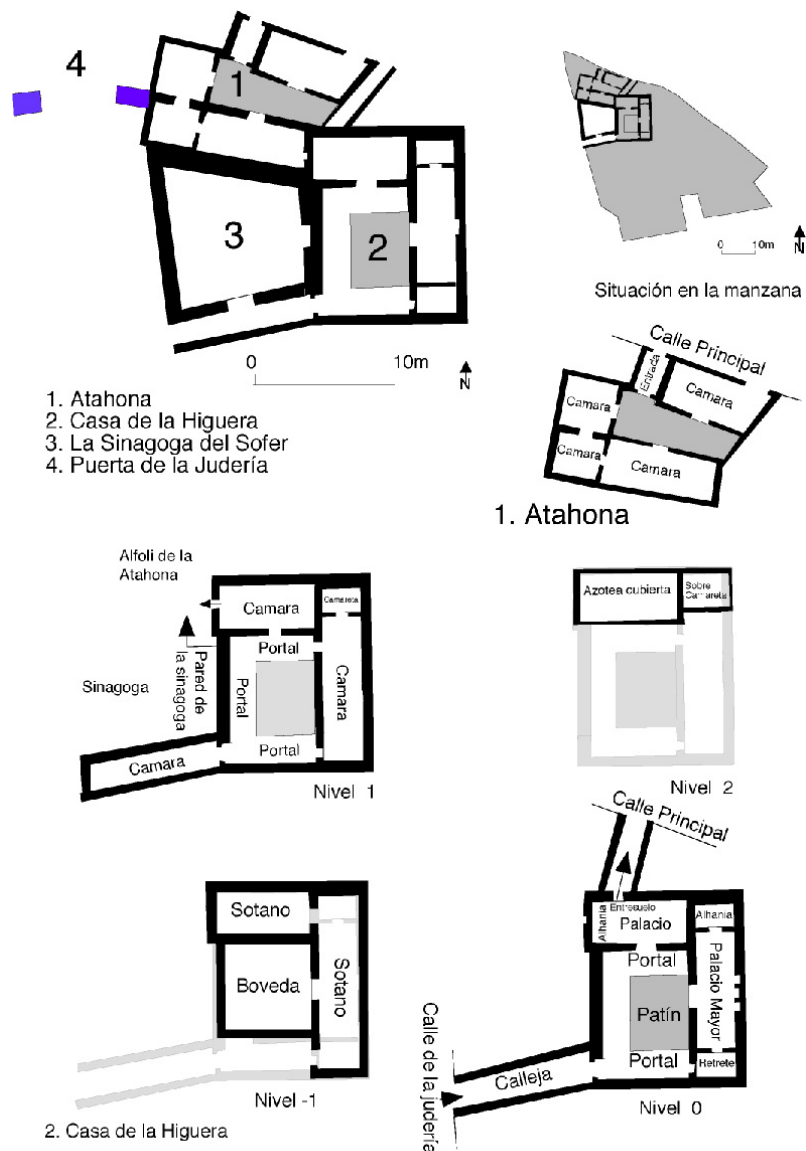 4
1
3
2
0
10m
N
1. Atahona
2. Casa de la Higuera
3. La Sinagoga del Sofer
4. Puerta de la Judería
0
10m
N
Situación en la manzana
Calle Principal
Entrada
Camara
Camara
Camara
Camara
1. Atahona
Alfoli de la
Atahona
Camara
Camareta
Portal
Sinagoga
Pared de
la sinagoga
Portal
Camara
Portal
Camara
Nivel 1
Azotea cubierta
Sobre
Camareta
Nivel 2
Sotano
Boveda
Sotano
Nivel -1
2. Casa de la Higuera
Calle Principal
Alhania
Entresuelo
Palacio
Alhania
Portal
Palacio Mayor
Patín
Portal
Retrete
Calleja
Calle de la judería
Nivel 0